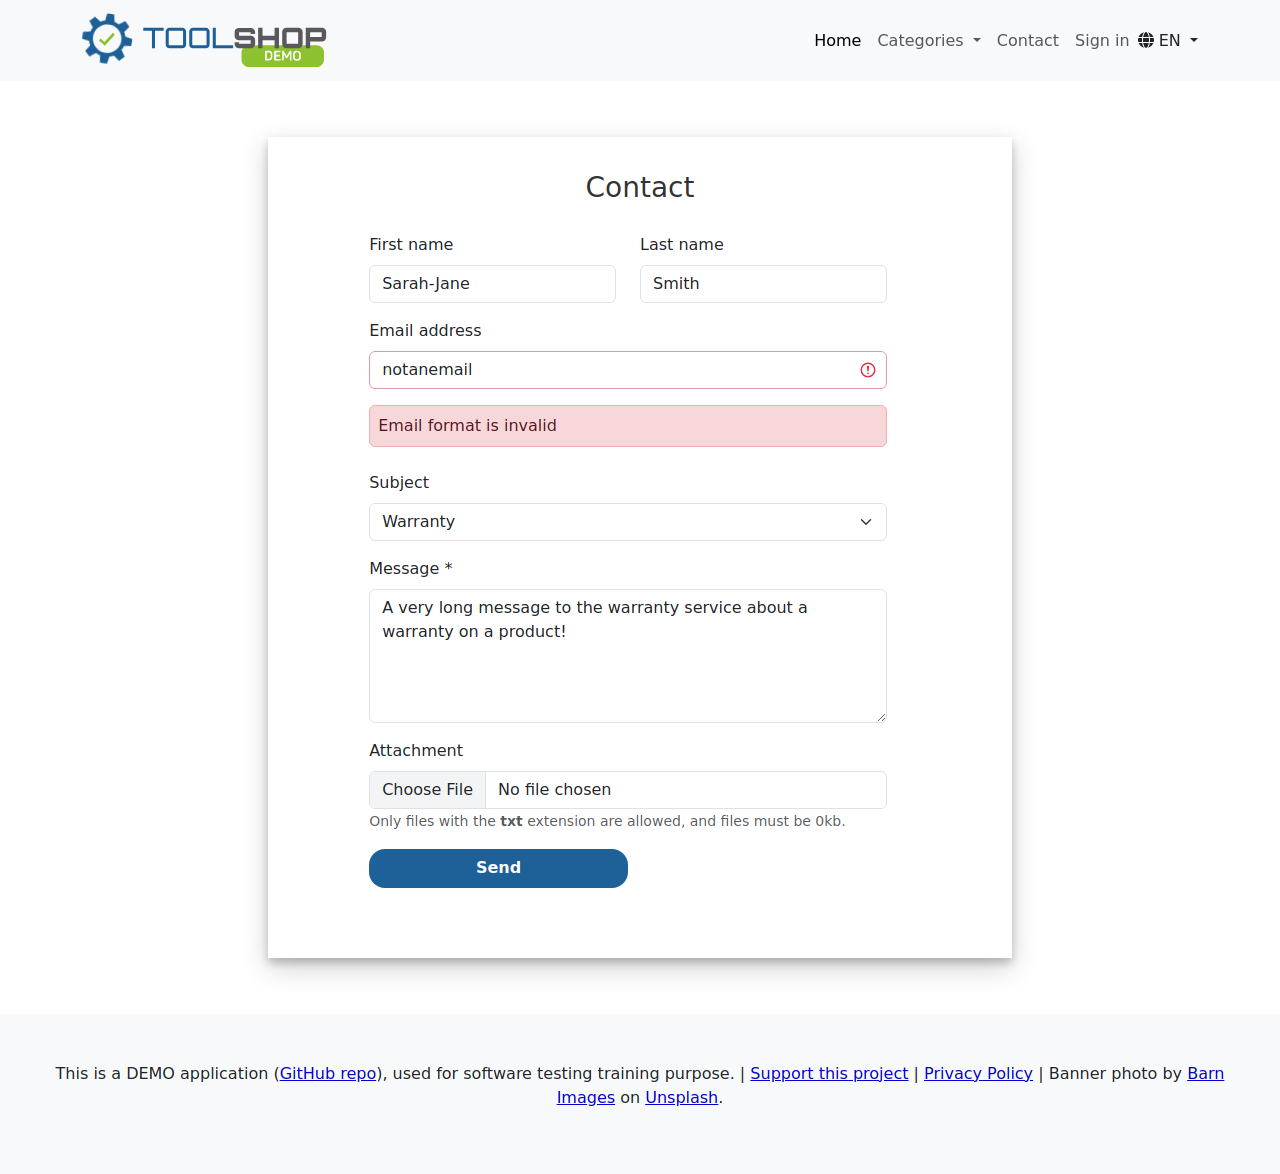 TOOLSHOP
DEMO
Home Categories Contact Sign in EN
Contact
First name Last name
Sarah-Jane Smith
Email address
notanemail
Email format is invalid
Subject
Warranty
Message *
A very long message to the warranty service about a
warranty on a product!
Attachment
Choose File No file chosen
Only files with the txt extension are allowed, and files must be 0kb.
Send
This is a DEMO application (GitHub repo), used for software testing training purpose. | Support this project | Privacy Policy | Banner photo by Barn
Images on Unsplash.